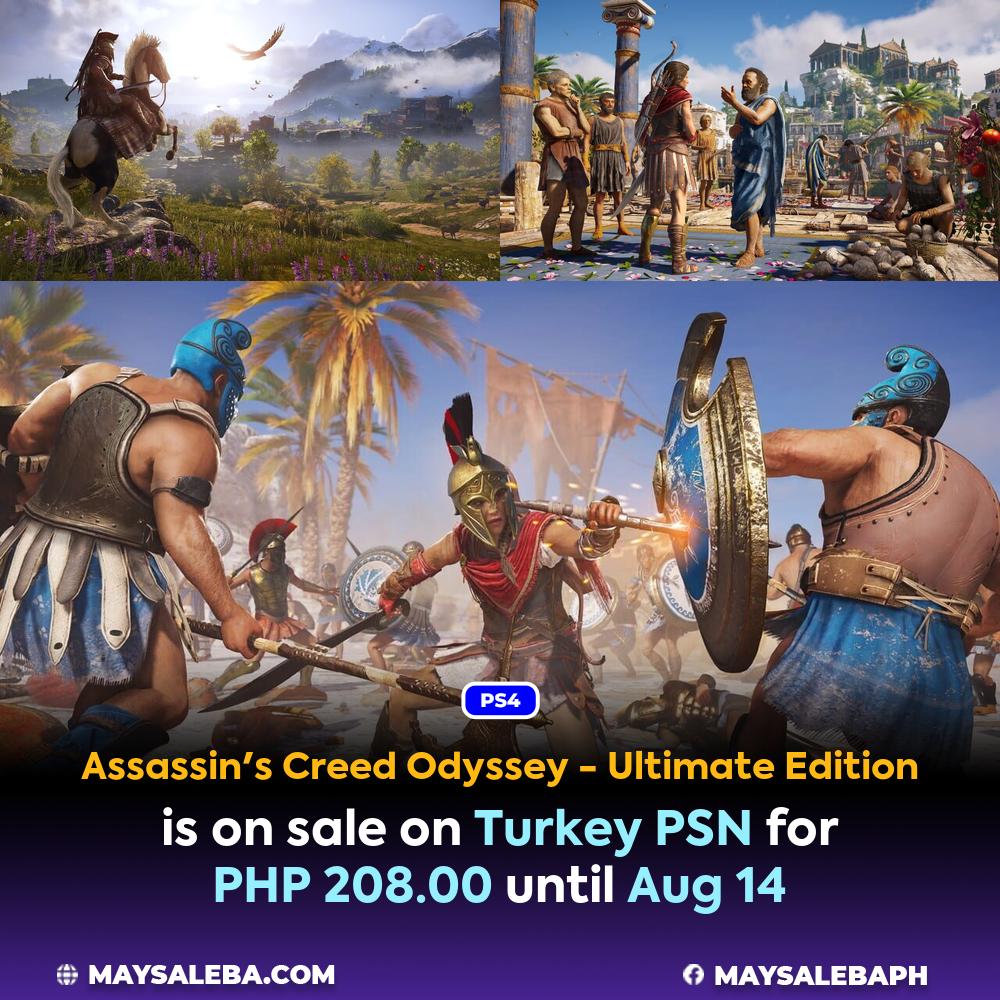 PS4
Assassin's Creed Odyssey - Ultimate Edition
is on sale on Turkey PSN for
PHP 208.00 until Aug 14
MAYSALEBA.COM
MAYSALEBAPH